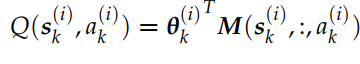 Q(s_k^{(i)}, a_k^{(i)}) = θ_k^{(i)^T} M(s_k^{(i)}, :, a_k^{(i)})